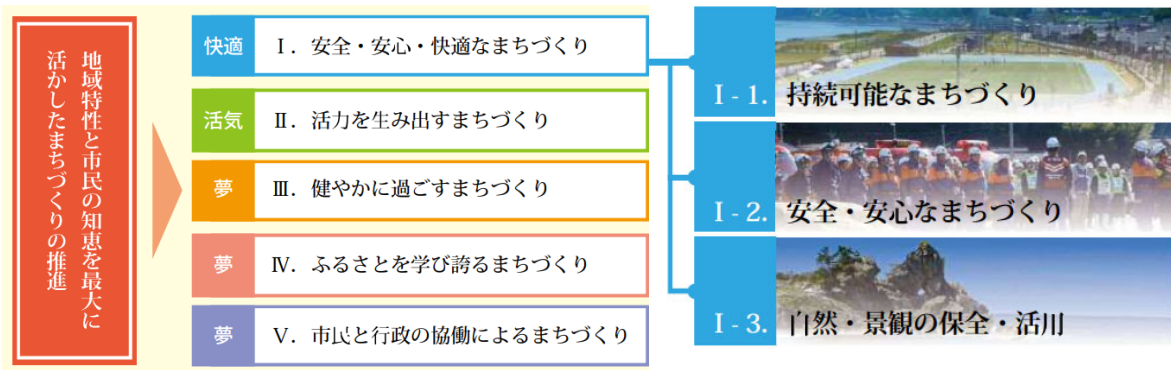 地域特性と市民の知恵を最大に
活かしたまちづくりの推進
快適 Ⅰ．安全・安心・快適なまちづくり
活気 Ⅱ．活力を生み出すまちづくり
夢 Ⅲ．健やかに過ごすまちづくり
夢 Ⅳ．ふるさとを学び誇るまちづくり
夢 Ⅴ．市民と行政の協働によるまちづくり
Ⅰ-1. 持続可能なまちづくり
Ⅰ-2. 安全・安心なまちづくり
Ⅰ-3. 自然・景観の保全・活用